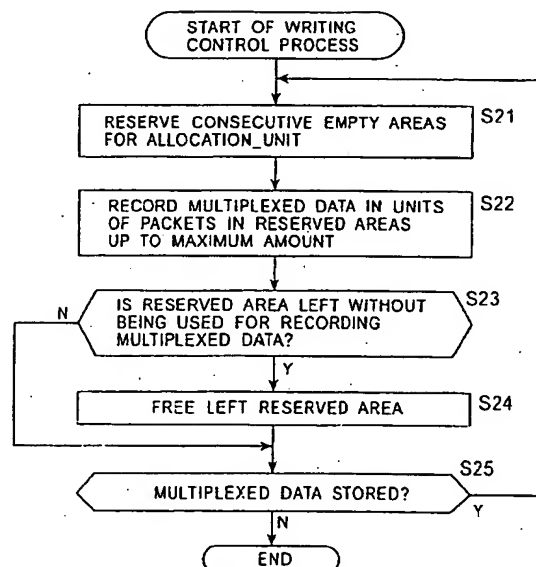 START OF WRITING
CONTROL PROCESS
S21
RESERVE CONSECUTIVE EMPTY AREAS
FOR ALLOCATION_UNIT
S22
RECORD MULTIPLEXED DATA IN UNITS
OF PACKETS IN RESERVED AREAS
UP TO MAXIMUM AMOUNT
S23
N
IS RESERVED AREA LEFT WITHOUT
BEING USED FOR RECORDING
MULTIPLEXED DATA?
Y
S24
FREE LEFT RESERVED AREA
S25
MULTIPLEXED DATA STORED?
N
Y
END